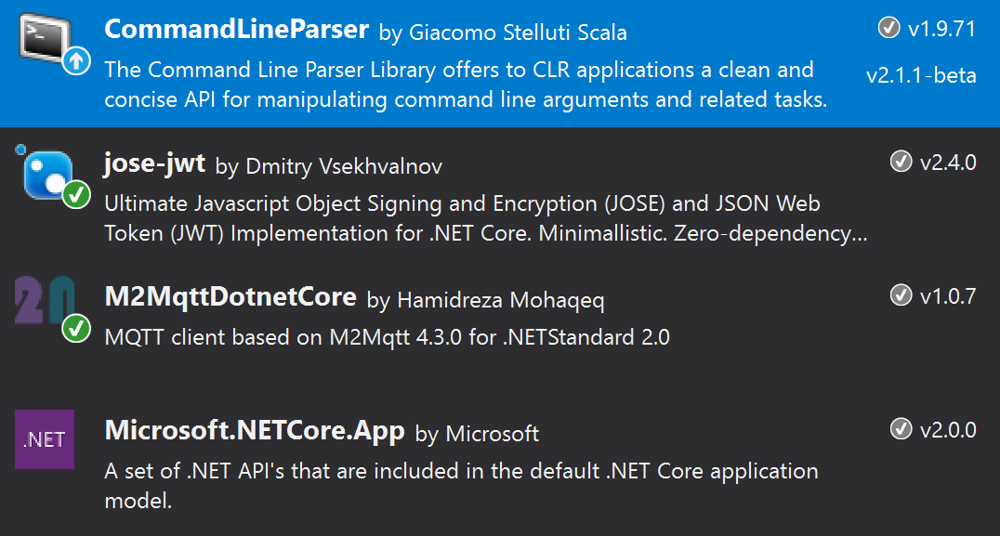 CommandLineParser by Giacomo Stelluti Scala v1.9.71
The Command Line Parser Library offers to CLR applications a clean and v2.1.1-beta
concise API for manipulating command line arguments and related tasks.
jose-jwt by Dmitry Vsekhvalnov v2.4.0
Ultimate Javascript Object Signing and Encryption (JOSE) and JSON Web
Token (JWT) Implementation for .NET Core. Minimallistic. Zero-dependency...
M2MqttDotnetCore by Hamidreza Mohaqeq v1.0.7
MQTT client based on M2Mqtt 4.3.0 for .NETStandard 2.0
.NET Microsoft.NETCore.App by Microsoft v2.0.0
A set of .NET API's that are included in the default .NET Core application
model.